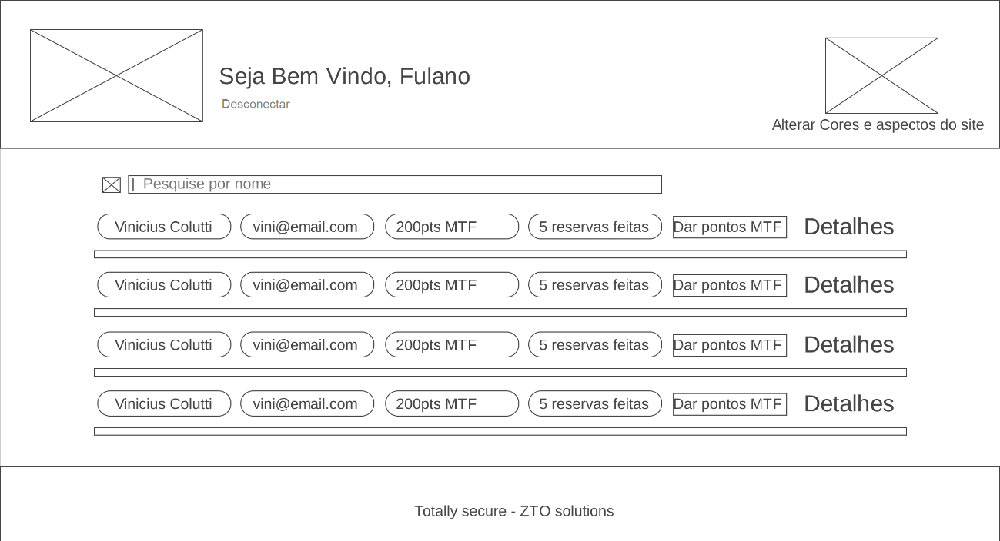 Seja Bem Vindo, Fulano
Desconectar
Alterar Cores e aspectos do site
| Pesquise por nome
Vinicius Colutti vini@email.com 200pts MTF 5 reservas feitas Dar pontos MTF Detalhes
Vinicius Colutti vini@email.com 200pts MTF 5 reservas feitas Dar pontos MTF Detalhes
Vinicius Colutti vini@email.com 200pts MTF 5 reservas feitas Dar pontos MTF Detalhes
Vinicius Colutti vini@email.com 200pts MTF 5 reservas feitas Dar pontos MTF Detalhes
Totally secure - ZTO solutions